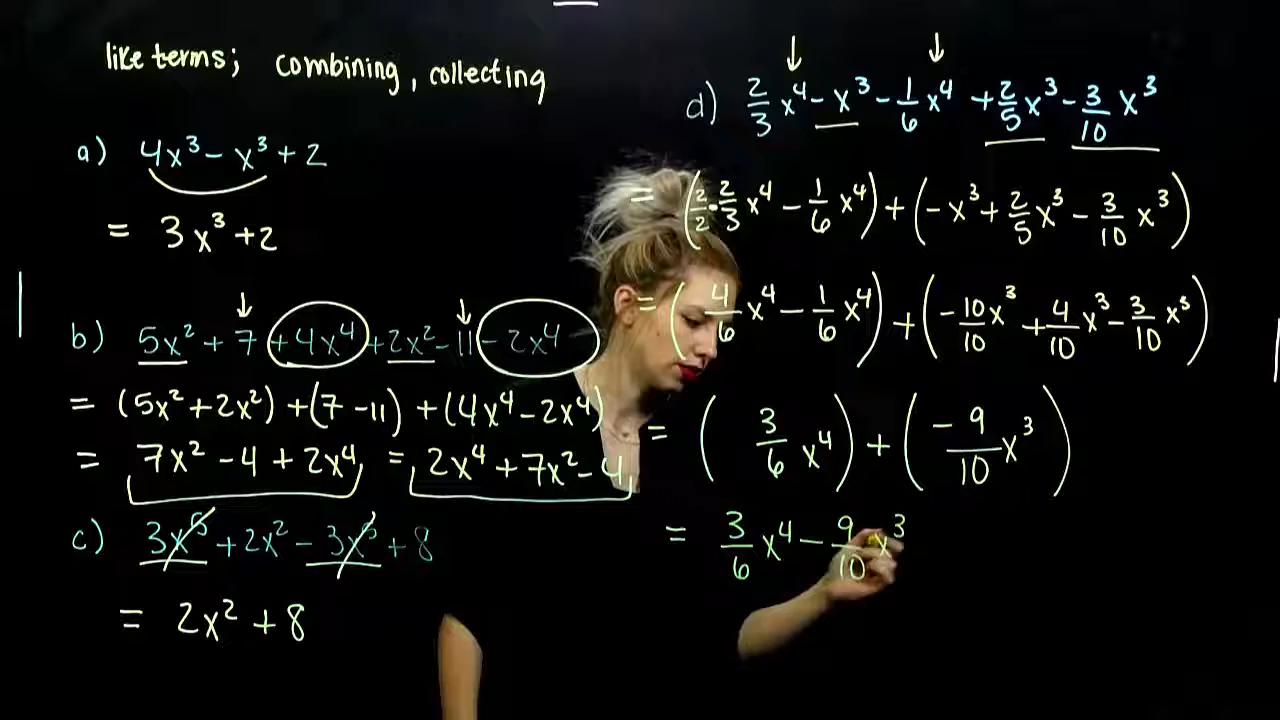 like terms; combining, collecting
a) 4x³ - x³ + 2
= 3x³ + 2
b) 5x² + 7 + 4x⁴ + 2x² - 11 - 2x⁴
= (5x² + 2x²) + (7 - 11) + (4x⁴ - 2x⁴)
= 7x² - 4 + 2x⁴ = 2x⁴ + 7x² - 4
c) 3x⁵ + 2x² - 3x⁵ + 8
= 2x² + 8
d) 2/3 x⁴ - x³ - 1/6 x⁴ + 2/5 x³ - 3/10 x³
= (2/2 · 2/3 x⁴ - 1/6 x⁴) + (-x³ + 2/5 x³ - 3/10 x³)
= (4/6 x⁴ - 1/6 x⁴) + (-10/10 x³ + 4/10 x³ - 3/10 x³)
= (3/6 x⁴) + (-9/10 x³)
= 3/6 x⁴ - 9/10 x³